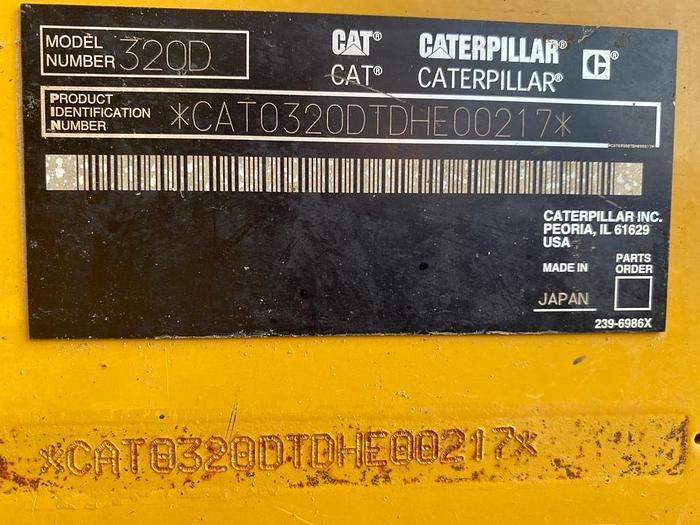 MODEL
NUMBER 320D
CAT® CATERPILLAR® C®
CAT® CATERPILLAR®
PRODUCT
IDENTIFICATION
NUMBER *CAT0320DTDHE00217*
*CAT0320DTDHE00217*
CATERPILLAR INC.
PEORIA, IL 61629
USA
MADE IN
JAPAN
PARTS
ORDER
239-6986X
*CAT0320DTDHE00217*